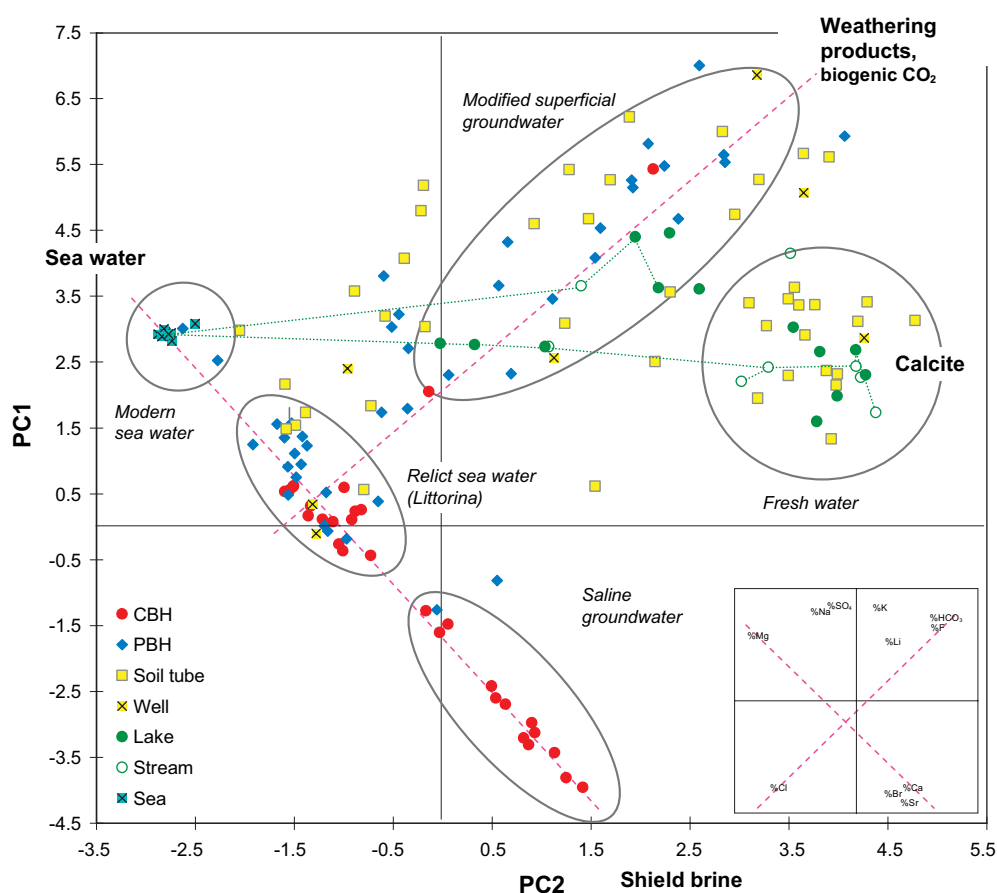 Weathering
products,
biogenic CO₂
7.5
6.5
5.5
4.5
3.5
2.5
1.5
0.5
-0.5
-1.5
-2.5
-3.5
-4.5
PC1
Modified superficial
groundwater
Sea water
Calcite
Modern
sea water
Relict sea water
(Littorina)
Fresh water
Saline
groundwater
CBH
PBH
Soil tube
Well
Lake
Stream
Sea
%Na
%SO₄
%K
%HCO₃
%F
%Mg
%Li
%Cl
%Ca
%Br
%Sr
-3.5 -2.5 -1.5 -0.5 0.5 1.5 2.5 3.5 4.5 5.5
PC2
Shield brine